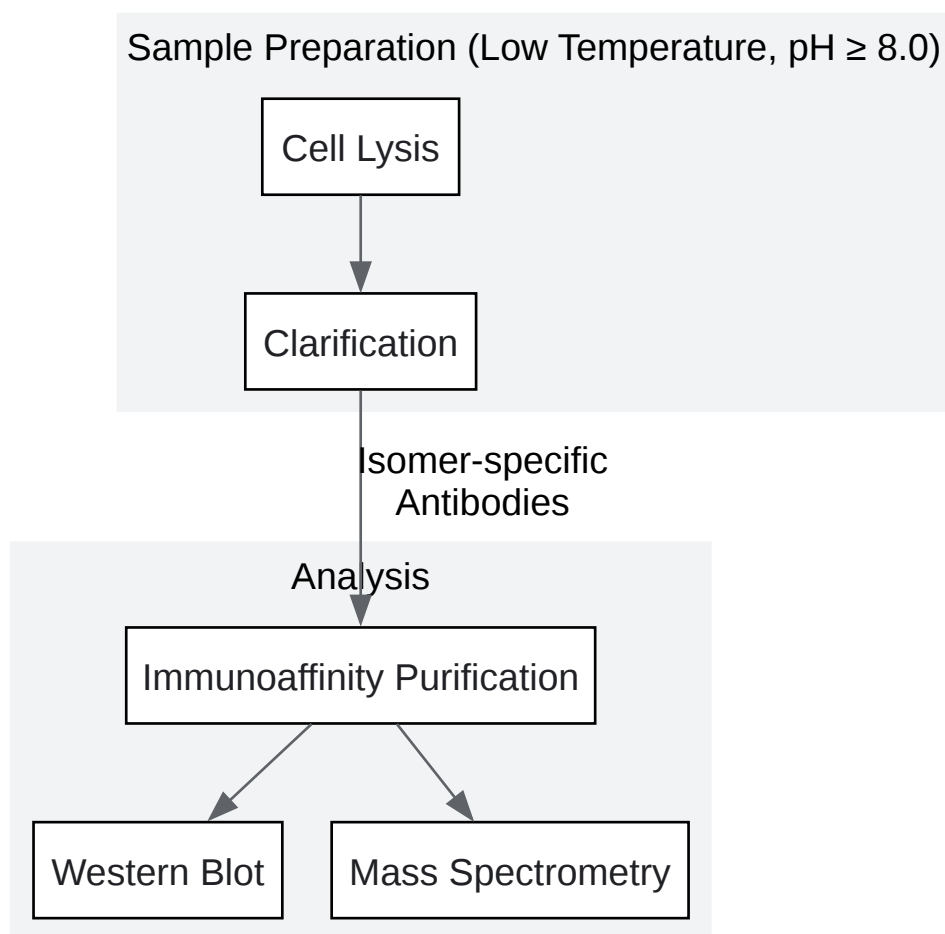 Sample Preparation (Low Temperature, pH ≥ 8.0)
Cell Lysis
Clarification
Isomer-specific
Antibodies
Analysis
Immunoaffinity Purification
Western Blot
Mass Spectrometry